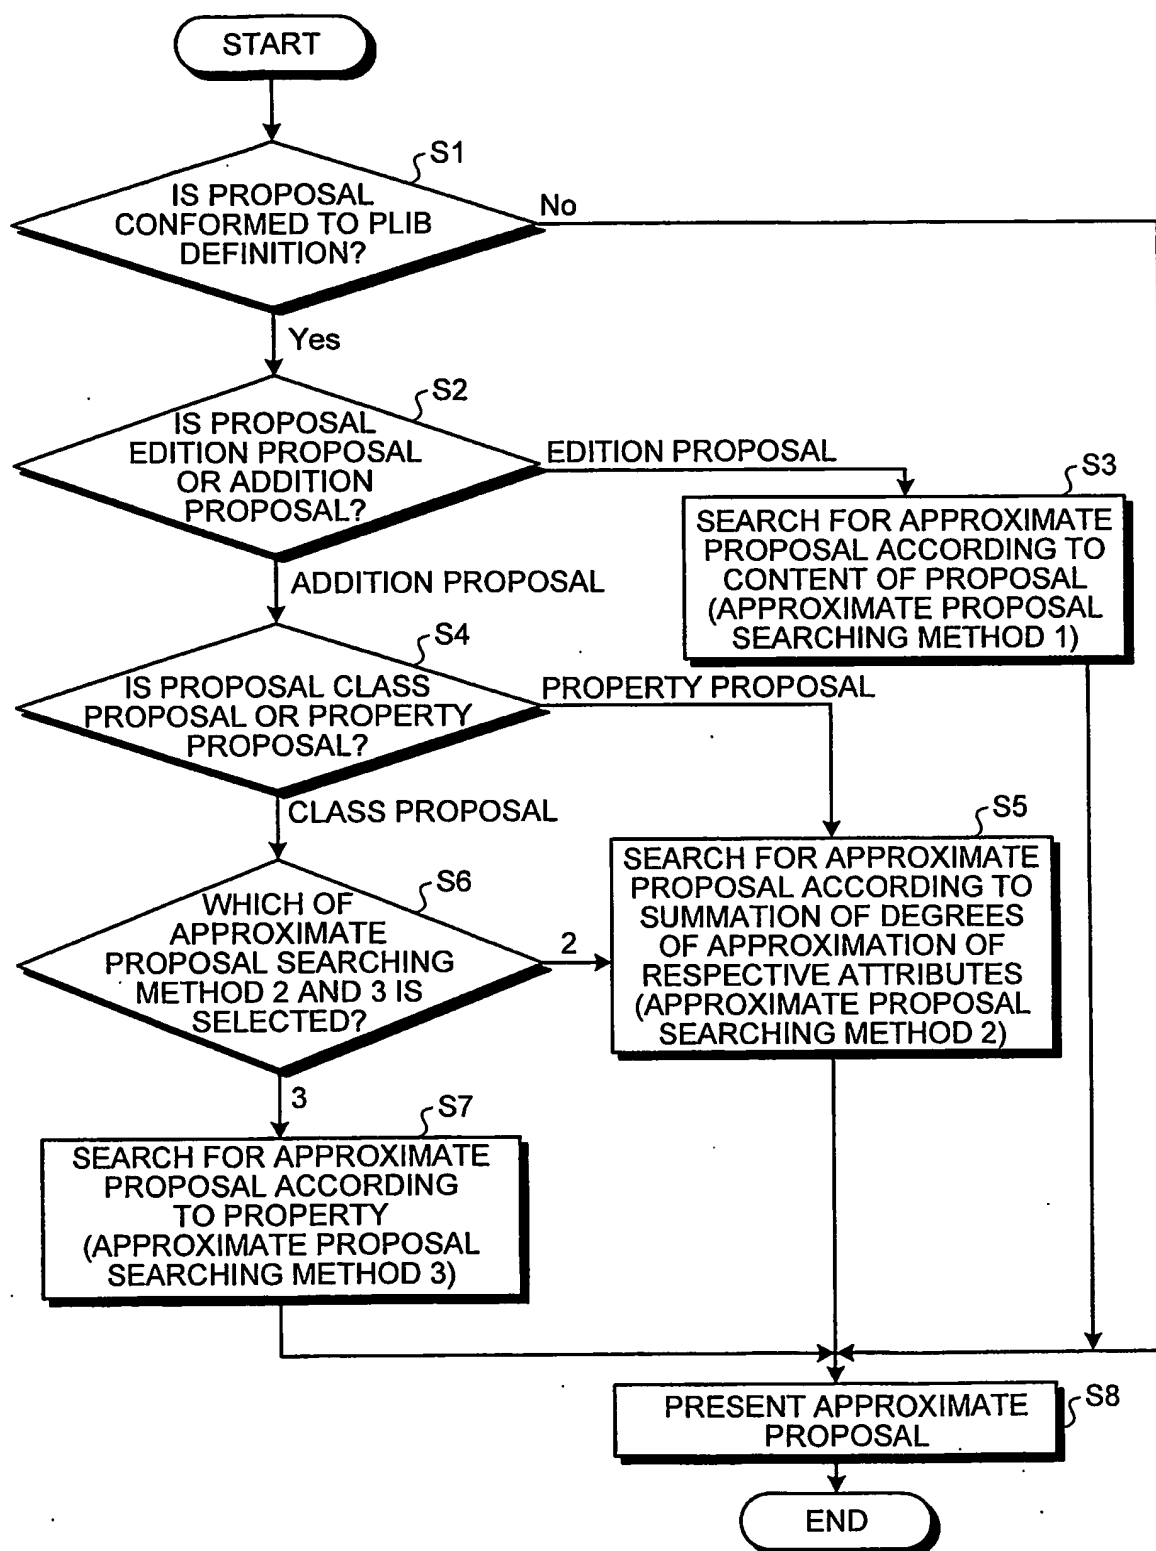 START
S1
IS PROPOSAL
CONFORMED TO PLIB
DEFINITION?
No
Yes
S2
IS PROPOSAL
EDITION PROPOSAL
OR ADDITION
PROPOSAL?
EDITION PROPOSAL
S3
SEARCH FOR APPROXIMATE
PROPOSAL ACCORDING TO
CONTENT OF PROPOSAL
(APPROXIMATE PROPOSAL
SEARCHING METHOD 1)
ADDITION PROPOSAL
S4
IS PROPOSAL CLASS
PROPOSAL OR PROPERTY
PROPOSAL?
PROPERTY PROPOSAL
CLASS PROPOSAL
S5
SEARCH FOR APPROXIMATE
PROPOSAL ACCORDING TO
SUMMATION OF DEGREES
OF APPROXIMATION OF
RESPECTIVE ATTRIBUTES
(APPROXIMATE PROPOSAL
SEARCHING METHOD 2)
S6
WHICH OF
APPROXIMATE
PROPOSAL SEARCHING
METHOD 2 AND 3 IS
SELECTED?
2
3
S7
SEARCH FOR APPROXIMATE
PROPOSAL ACCORDING
TO PROPERTY
(APPROXIMATE PROPOSAL
SEARCHING METHOD 3)
PRESENT APPROXIMATE
PROPOSAL
S8
END